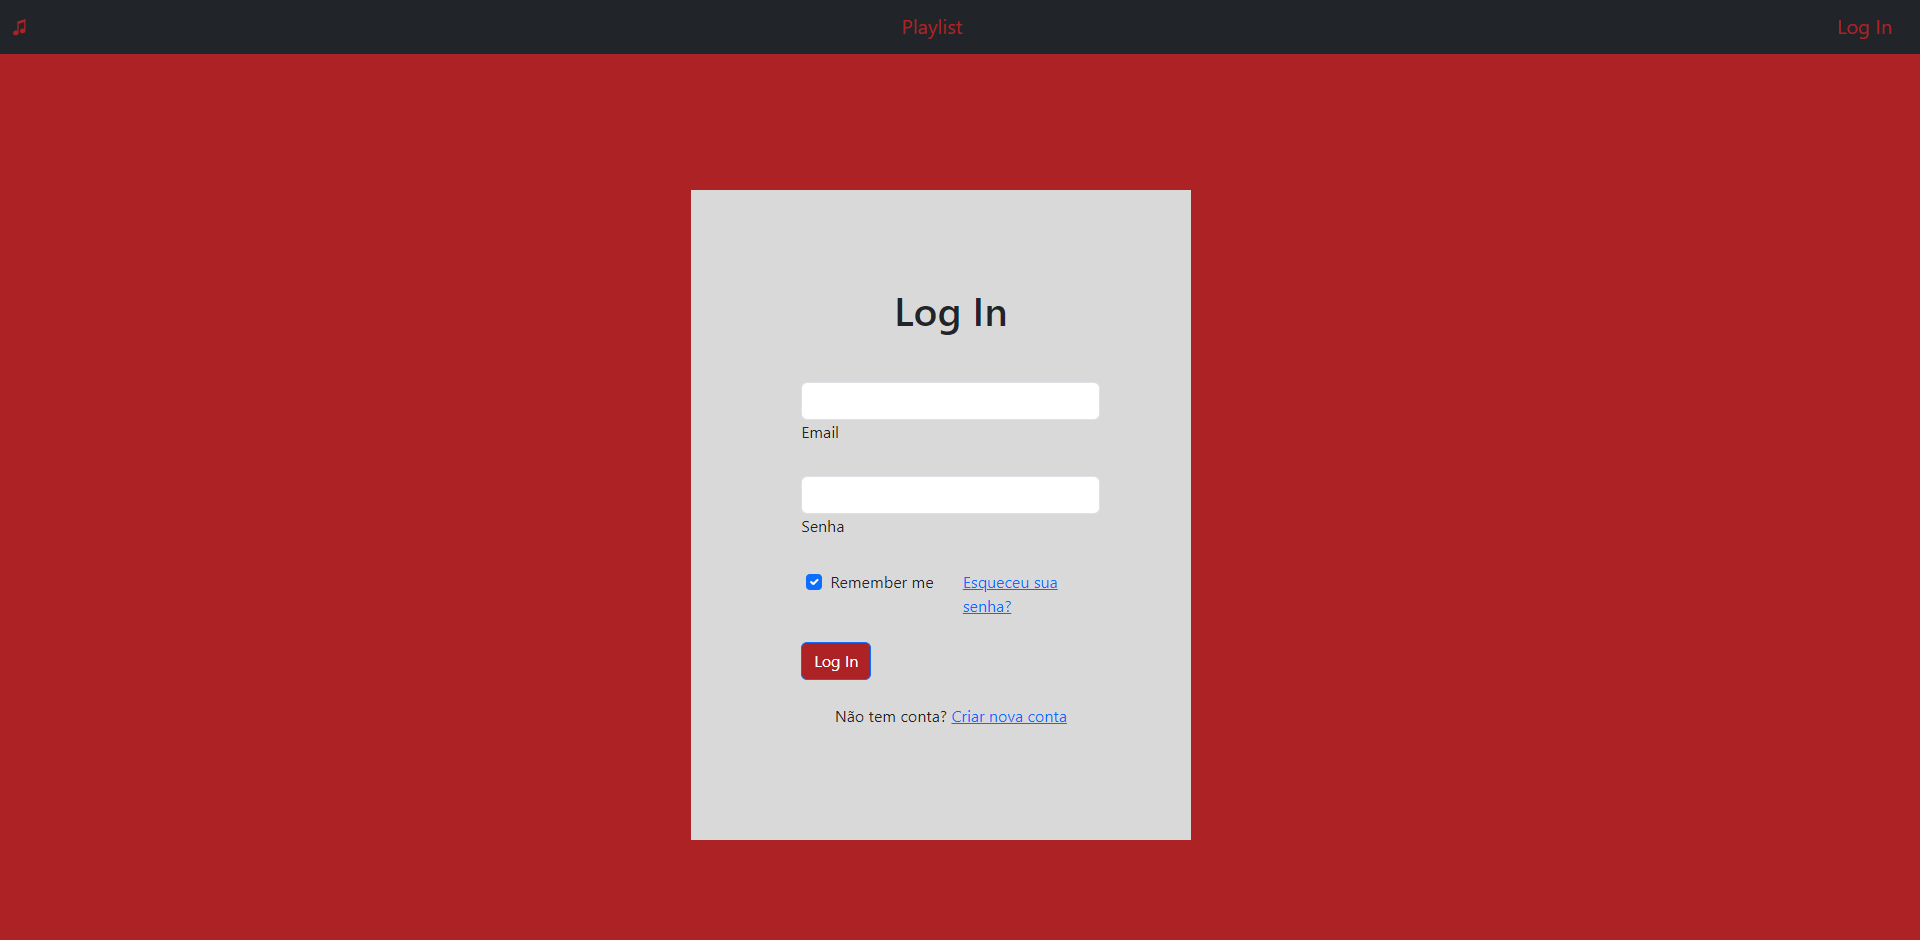 ♫ Playlist Log In
Log In
Email
Senha
Remember me Esqueceu sua
senha?
Log In
Não tem conta? Criar nova conta